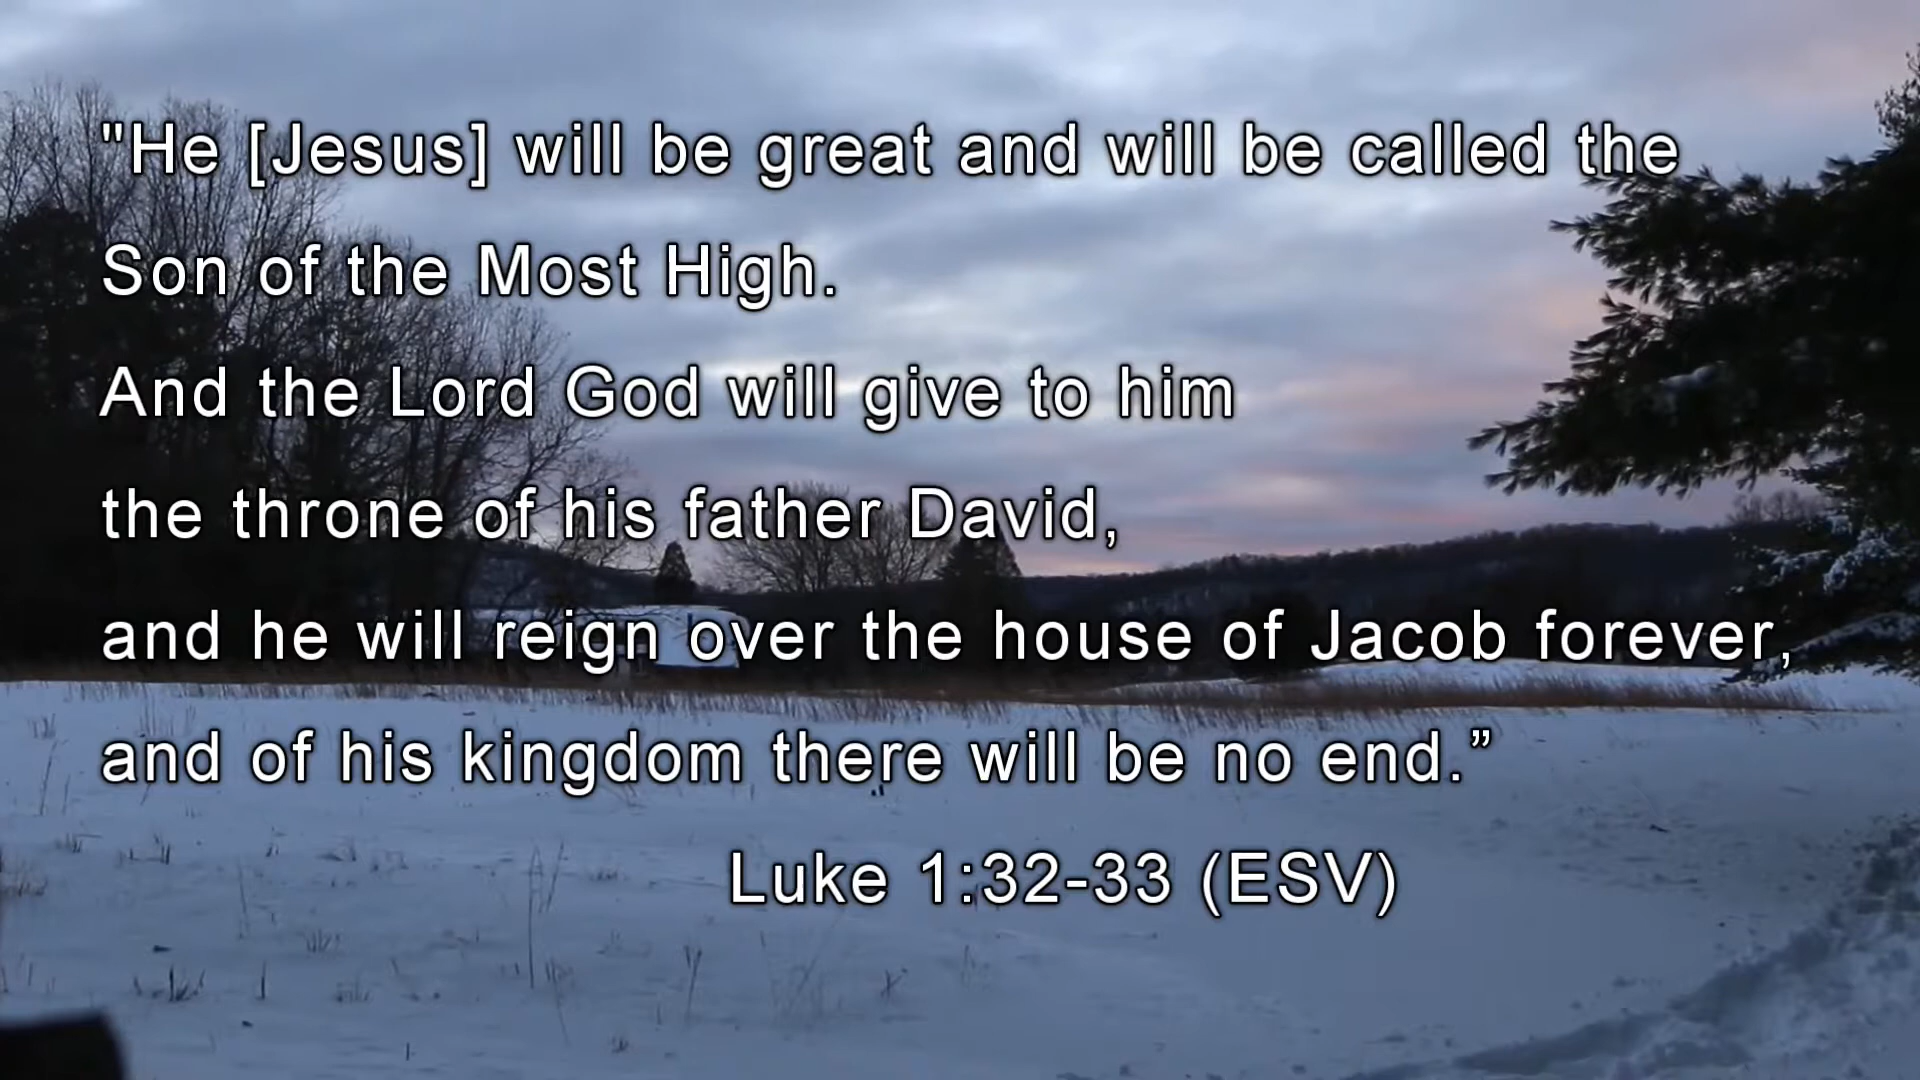 "He [Jesus] will be great and will be called the
Son of the Most High.
And the Lord God will give to him
the throne of his father David,
and he will reign over the house of Jacob forever,
and of his kingdom there will be no end.”
Luke 1:32-33 (ESV)